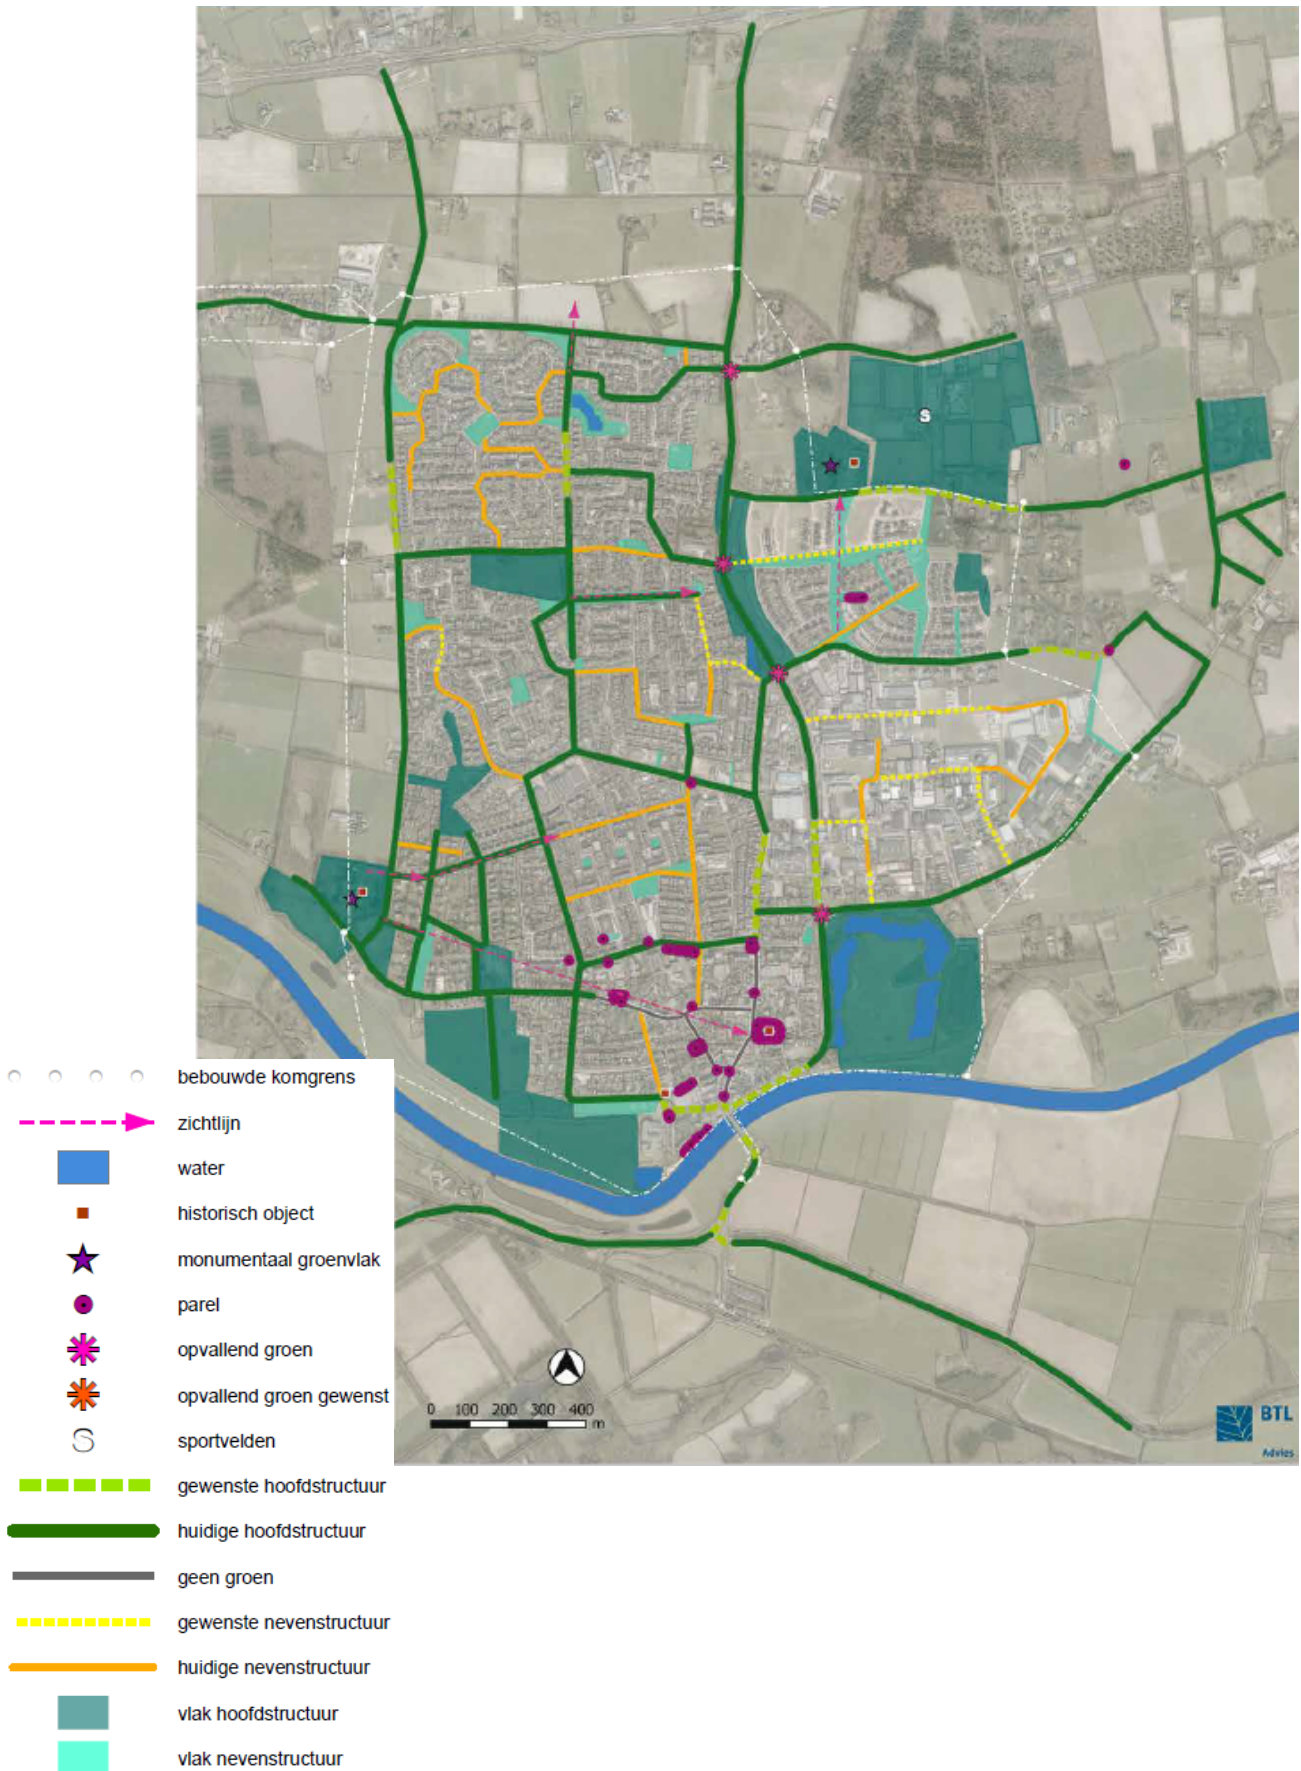 S
bebouwde komgrens
zichtlijn
water
historisch object
monumentaal groenvlak
parel
opvallend groen
opvallend groen gewenst
S sportvelden
gewenste hoofdstructuur
huidige hoofdstructuur
geen groen
gewenste nevenstructuur
huidige nevenstructuur
vlak hoofdstructuur
vlak nevenstructuur
0 100 200 300 400
m
BTL
Advies